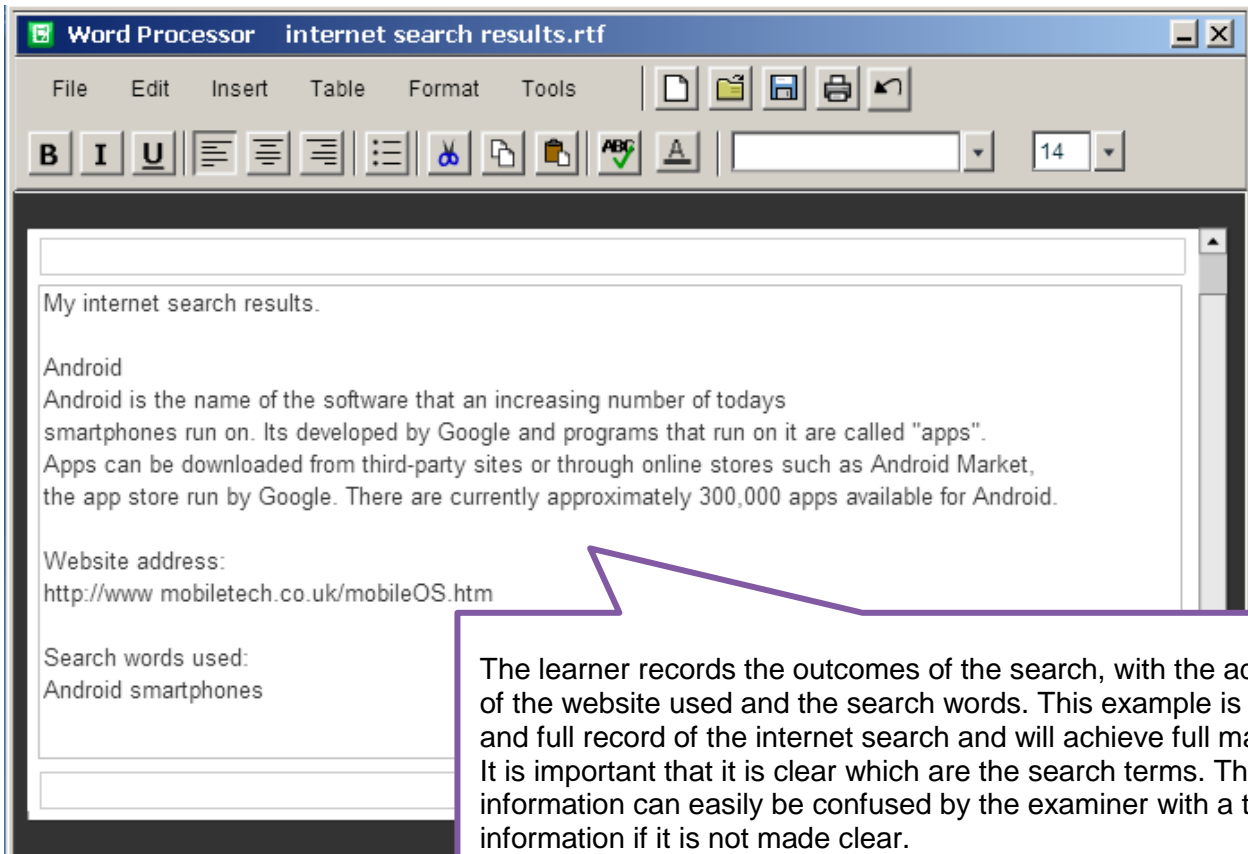 Word Processor internet search results.rtf
File Edit Insert Table Format Tools
B I U ABC A 14
My internet search results.
Android
Android is the name of the software that an increasing number of todays
smartphones run on. Its developed by Google and programs that run on it are called "apps".
Apps can be downloaded from third-party sites or through online stores such as Android Market,
the app store run by Google. There are currently approximately 300,000 apps available for Android.
Website address:
http://www mobiletech.co.uk/mobileOS.htm
Search words used:
Android smartphones
The learner records the outcomes of the search, with the
of the website used and the search words. This example is
and full record of the internet search and will achieve full
It is important that it is clear which are the search terms.
information can easily be confused by the examiner with a
information if it is not made clear.